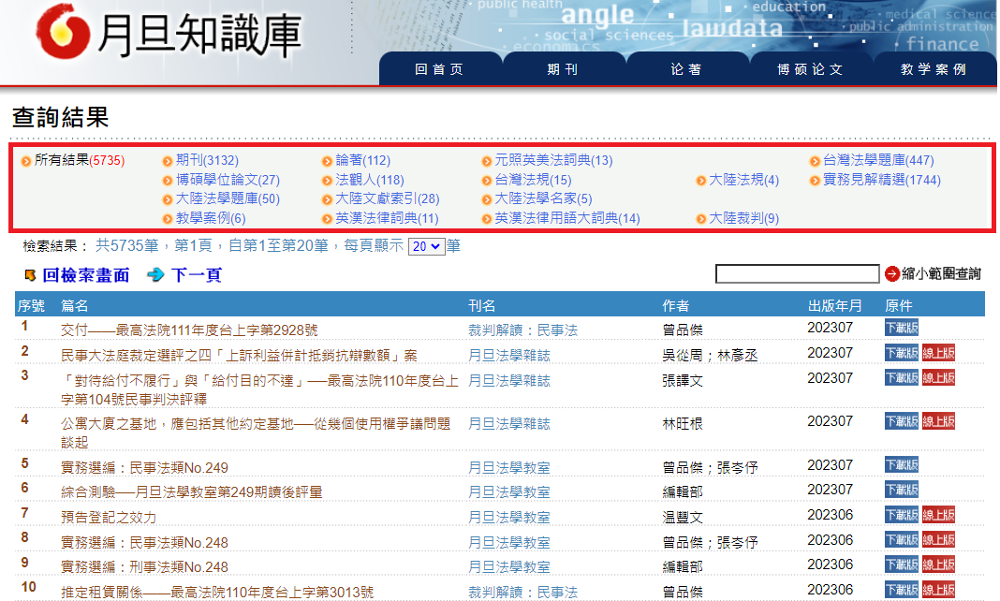 月旦知識庫
public health
angle
education
social sciences
lawdata
medical science
economics
public administration
finance
回首页 期刊 论著 博硕论文 教学案例
查詢結果
所有結果(5735) 期刊(3132) 論著(112) 元照英美法詞典(13) 台灣法學題庫(447)
博碩學位論文(27) 法觀人(118) 台灣法規(15) 大陸法規(4) 實務見解精選(1744)
大陸法學題庫(50) 大陸文獻索引(28) 大陸法學名家(5)
教學案例(6) 英漢法律詞典(11) 英漢法律用語大詞典(14) 大陸裁判(9)
檢索結果： 共5735筆，第1頁，自第1至第20筆，每頁顯示 20 筆
回檢索畫面 下一頁 縮小範圍查詢
序號 篇名 刊名 作者 出版年月 原件
1 交付——最高法院111年度台上字第2928號 裁判解讀：民事法 曾品傑 202307 下載版
2 民事大法庭裁定選評之四「上訴利益併計抵銷抗辯數額」案 月旦法學雜誌 吳從周；林彥丞 202307 下載版 線上版
3 「對待給付不履行」與「給付目的不達」──最高法院110年度台上 月旦法學雜誌 張譯文 202307 下載版 線上版
字第104號民事判決評釋
4 公寓大廈之基地，應包括其他約定基地──從幾個使用權爭議問題 月旦法學雜誌 林旺根 202307 下載版 線上版
談起
5 實務選編：民事法類No.249 月旦法學教室 曾品傑；張岑伃 202307 下載版
6 綜合測驗──月旦法學教室第249期讀後評量 月旦法學教室 編輯部 202307 下載版
7 預告登記之效力 月旦法學教室 温豐文 202306 下載版 線上版
8 實務選編：民事法類No.248 月旦法學教室 曾品傑；張岑伃 202306 下載版 線上版
9 實務選編：刑事法類No.248 月旦法學教室 編輯部 202306 下載版 線上版
10 推定租賃關係——最高法院110年度台上字第3013號 裁判解讀：民事法 曾品傑 202306 下載版 線上版